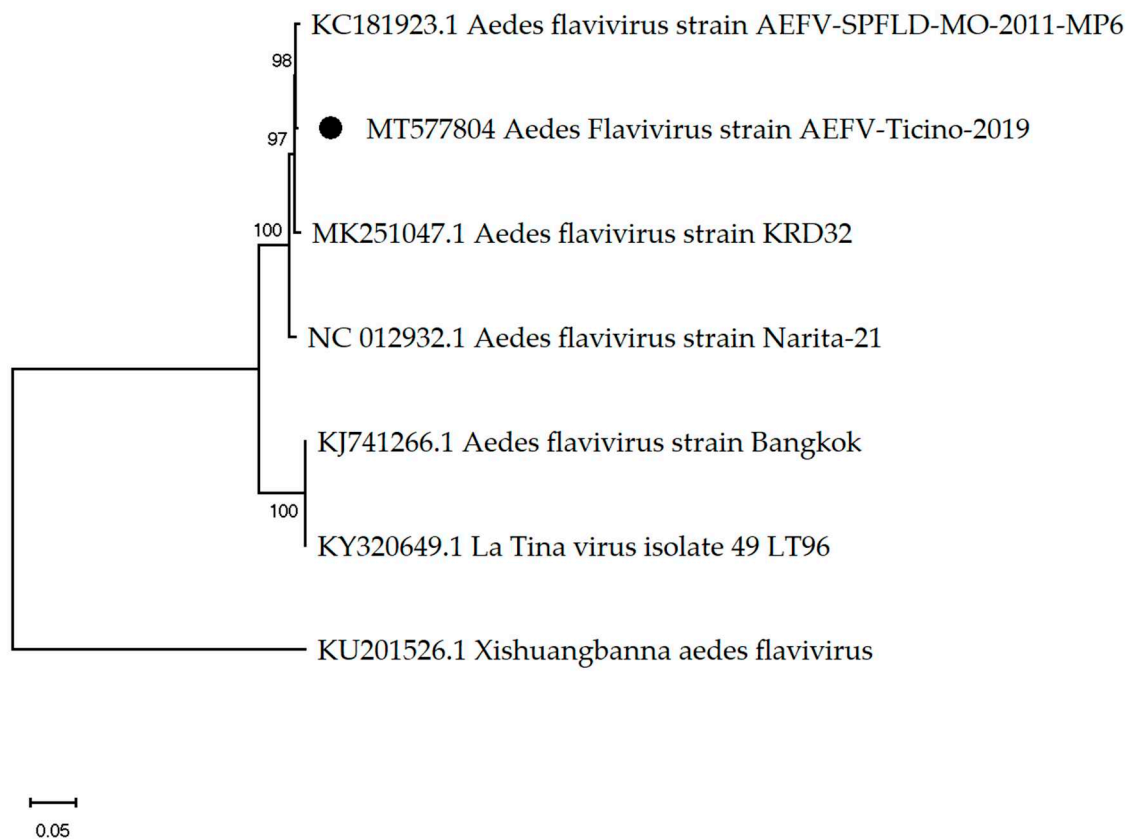 KC181923.1 Aedes flavivirus strain AEFV-SPFLD-MO-2011-MP6
98
MT577804 Aedes Flavivirus strain AEFV-Ticino-2019
97
MK251047.1 Aedes flavivirus strain KRD32
100
NC 012932.1 Aedes flavivirus strain Narita-21
KJ741266.1 Aedes flavivirus strain Bangkok
100
KY320649.1 La Tina virus isolate 49 LT96
KU201526.1 Xishuangbanna aedes flavivirus
0.05